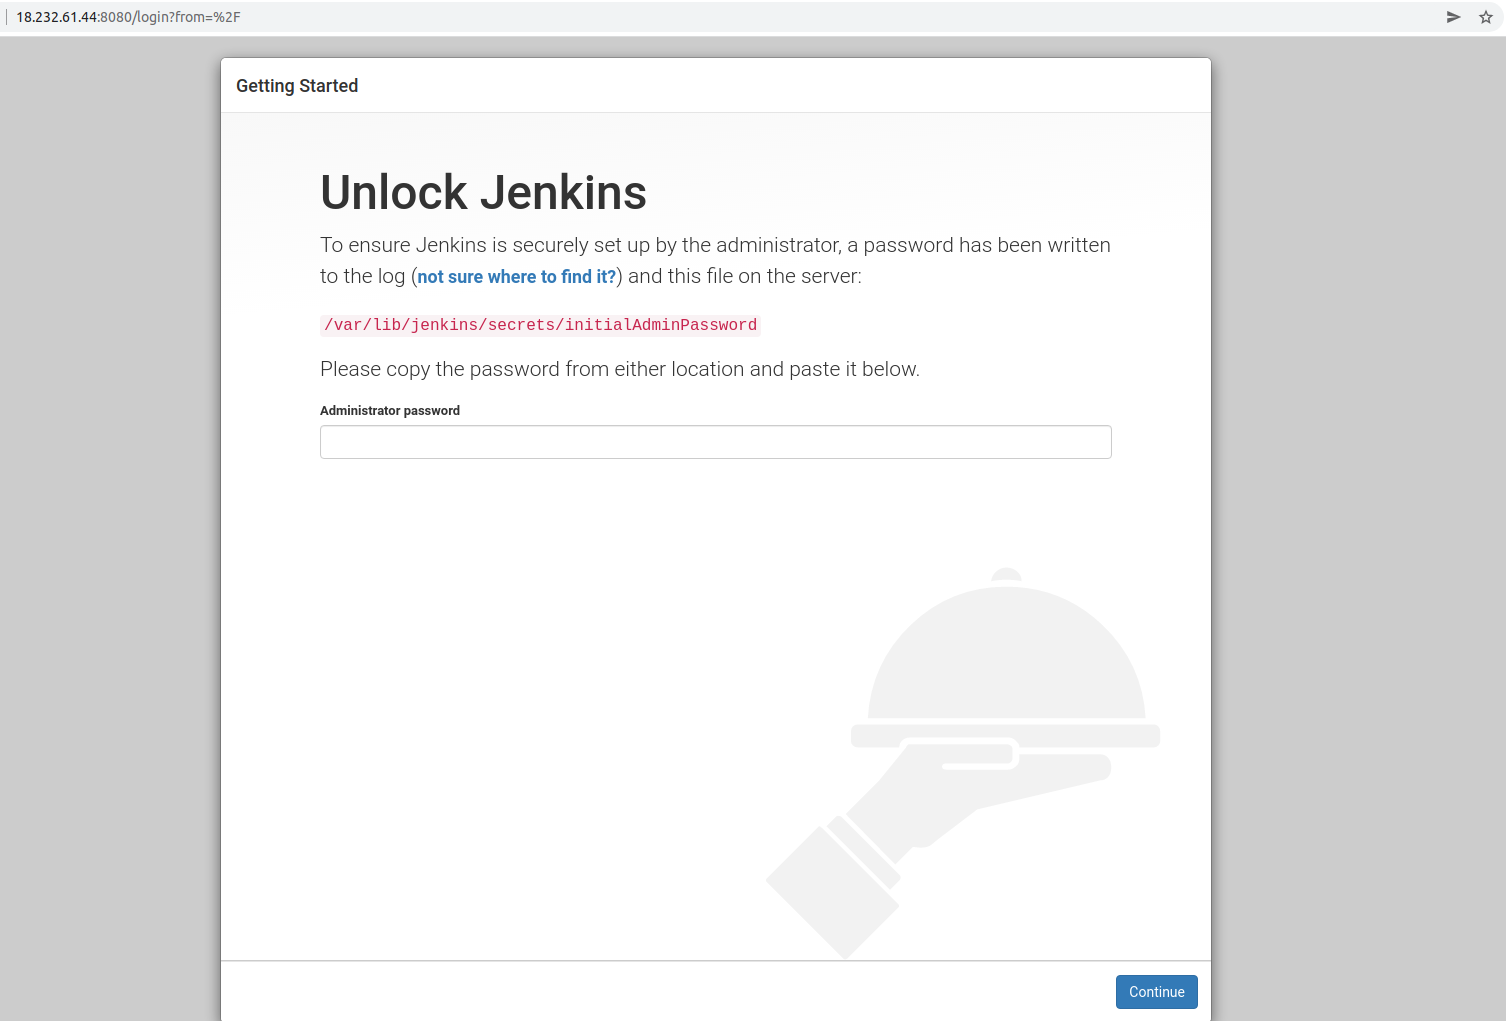 18.232.61.44:8080/login?from=%2F
Getting Started
Unlock Jenkins
To ensure Jenkins is securely set up by the administrator, a password has been written
to the log (not sure where to find it?) and this file on the server:
/var/lib/jenkins/secrets/initialAdminPassword
Please copy the password from either location and paste it below.
Administrator password
Continue